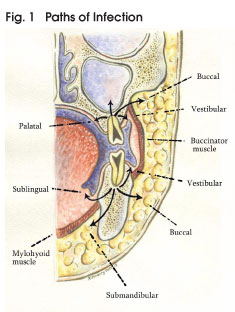 Fig. 1 Paths of Infection
Buccal
Vestibular
Palatal
Buccinator
muscle
Vestibular
Sublingual
Buccal
Mylohyoid
muscle
Submandibular